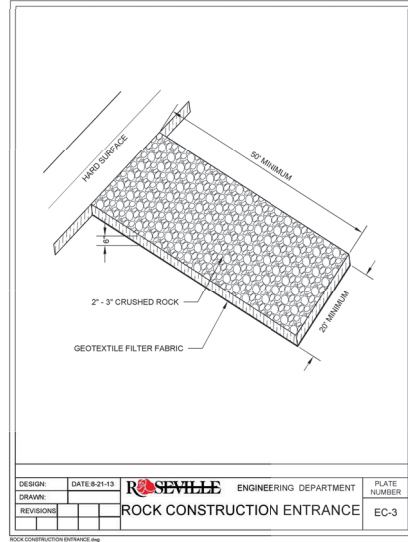 HARD SURFACE
50' MINIMUM
6"
2" - 3" CRUSHED ROCK
20' MINIMUM
GEOTEXTILE FILTER FABRIC
DESIGN:
DATE:8-21-13
DRAWN:
REVISIONS
ROSEVILLE
ENGINEERING DEPARTMENT
ROCK CONSTRUCTION ENTRANCE
PLATE
NUMBER
EC-3
ROCK CONSTRUCTION ENTRANCE.dwg